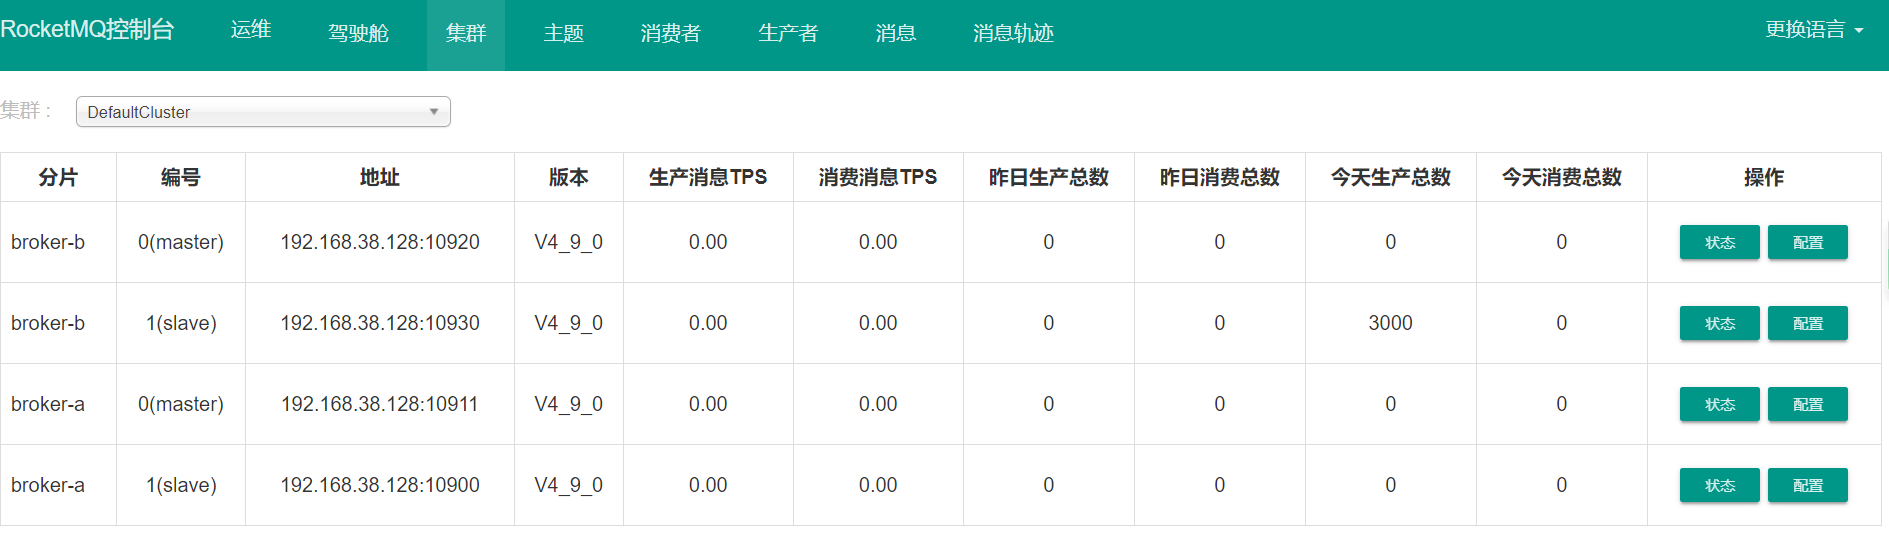 RocketMQ控制台 运维 驾驶舱 集群 主题 消费者 生产者 消息 消息轨迹 更换语言
集群： DefaultCluster
分片 编号 地址 版本 生产消息TPS 消费消息TPS 昨日生产总数 昨日消费总数 今天生产总数 今天消费总数 操作
broker-b 0(master) 192.168.38.128:10920 V4_9_0 0.00 0.00 0 0 0 0 状态 配置
broker-b 1(slave) 192.168.38.128:10930 V4_9_0 0.00 0.00 0 0 3000 0 状态 配置
broker-a 0(master) 192.168.38.128:10911 V4_9_0 0.00 0.00 0 0 0 0 状态 配置
broker-a 1(slave) 192.168.38.128:10900 V4_9_0 0.00 0.00 0 0 0 0 状态 配置